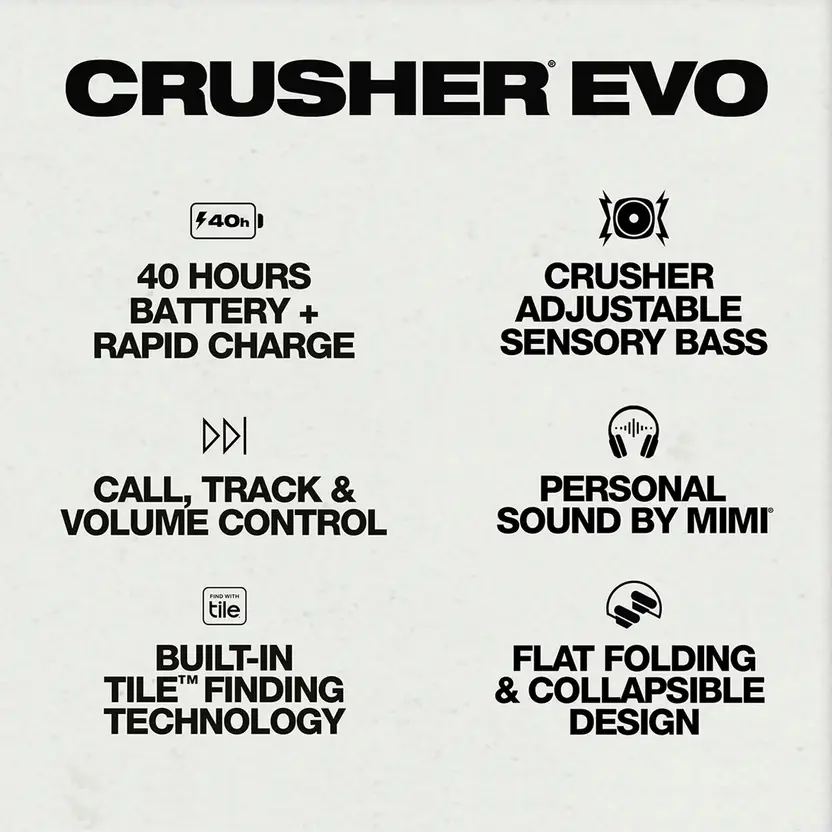 CRUSHER® EVO
40h
40 HOURS
BATTERY +
RAPID CHARGE
CRUSHER
ADJUSTABLE
SENSORY BASS
CALL, TRACK &
VOLUME CONTROL
PERSONAL
SOUND BY MIMI®
FIND WITH
tile
BUILT-IN
TILE™ FINDING
TECHNOLOGY
FLAT FOLDING
& COLLAPSIBLE
DESIGN